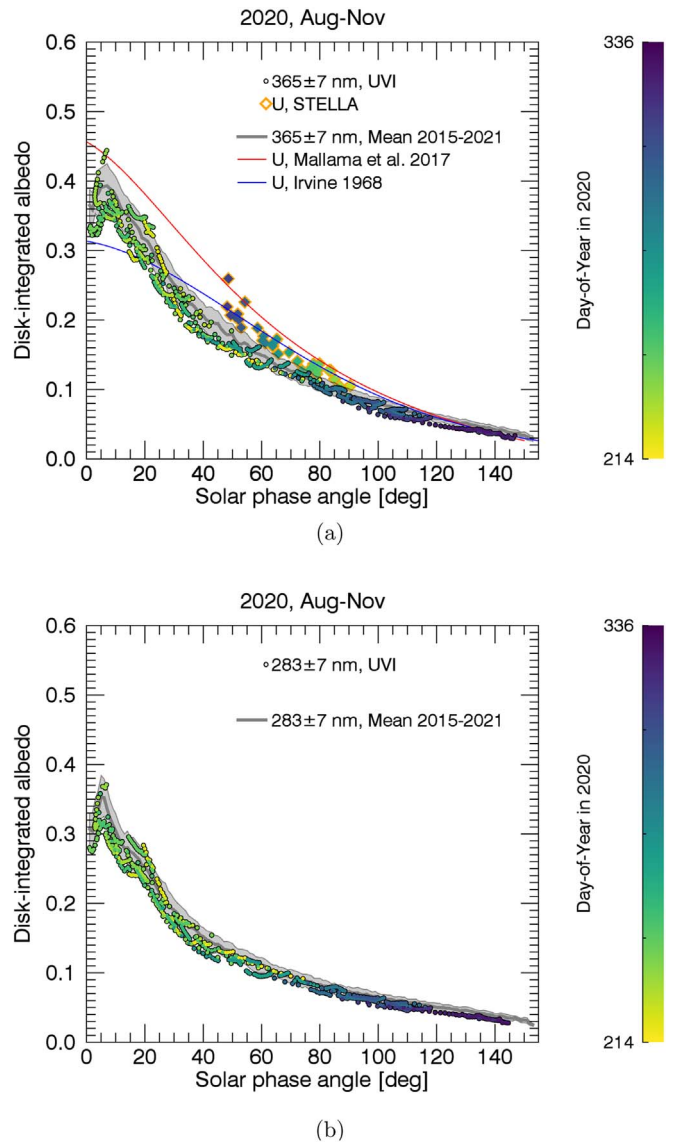 2020, Aug-Nov
336
0.6
365±7 nm, UVI
U, STELLA
0.5
365±7 nm, Mean 2015-2021
U, Mallama et al. 2017
0.4
U, Irvine 1968
Disk-integrated albedo
0.3
Day-of-Year in 2020
0.2
0.1
0.0
214
0 20 40 60 80 100 120 140
Solar phase angle [deg]
(a)
2020, Aug-Nov
336
0.6
283±7 nm, UVI
0.5
283±7 nm, Mean 2015-2021
0.4
Disk-integrated albedo
0.3
Day-of-Year in 2020
0.2
0.1
0.0
214
0 20 40 60 80 100 120 140
Solar phase angle [deg]
(b)